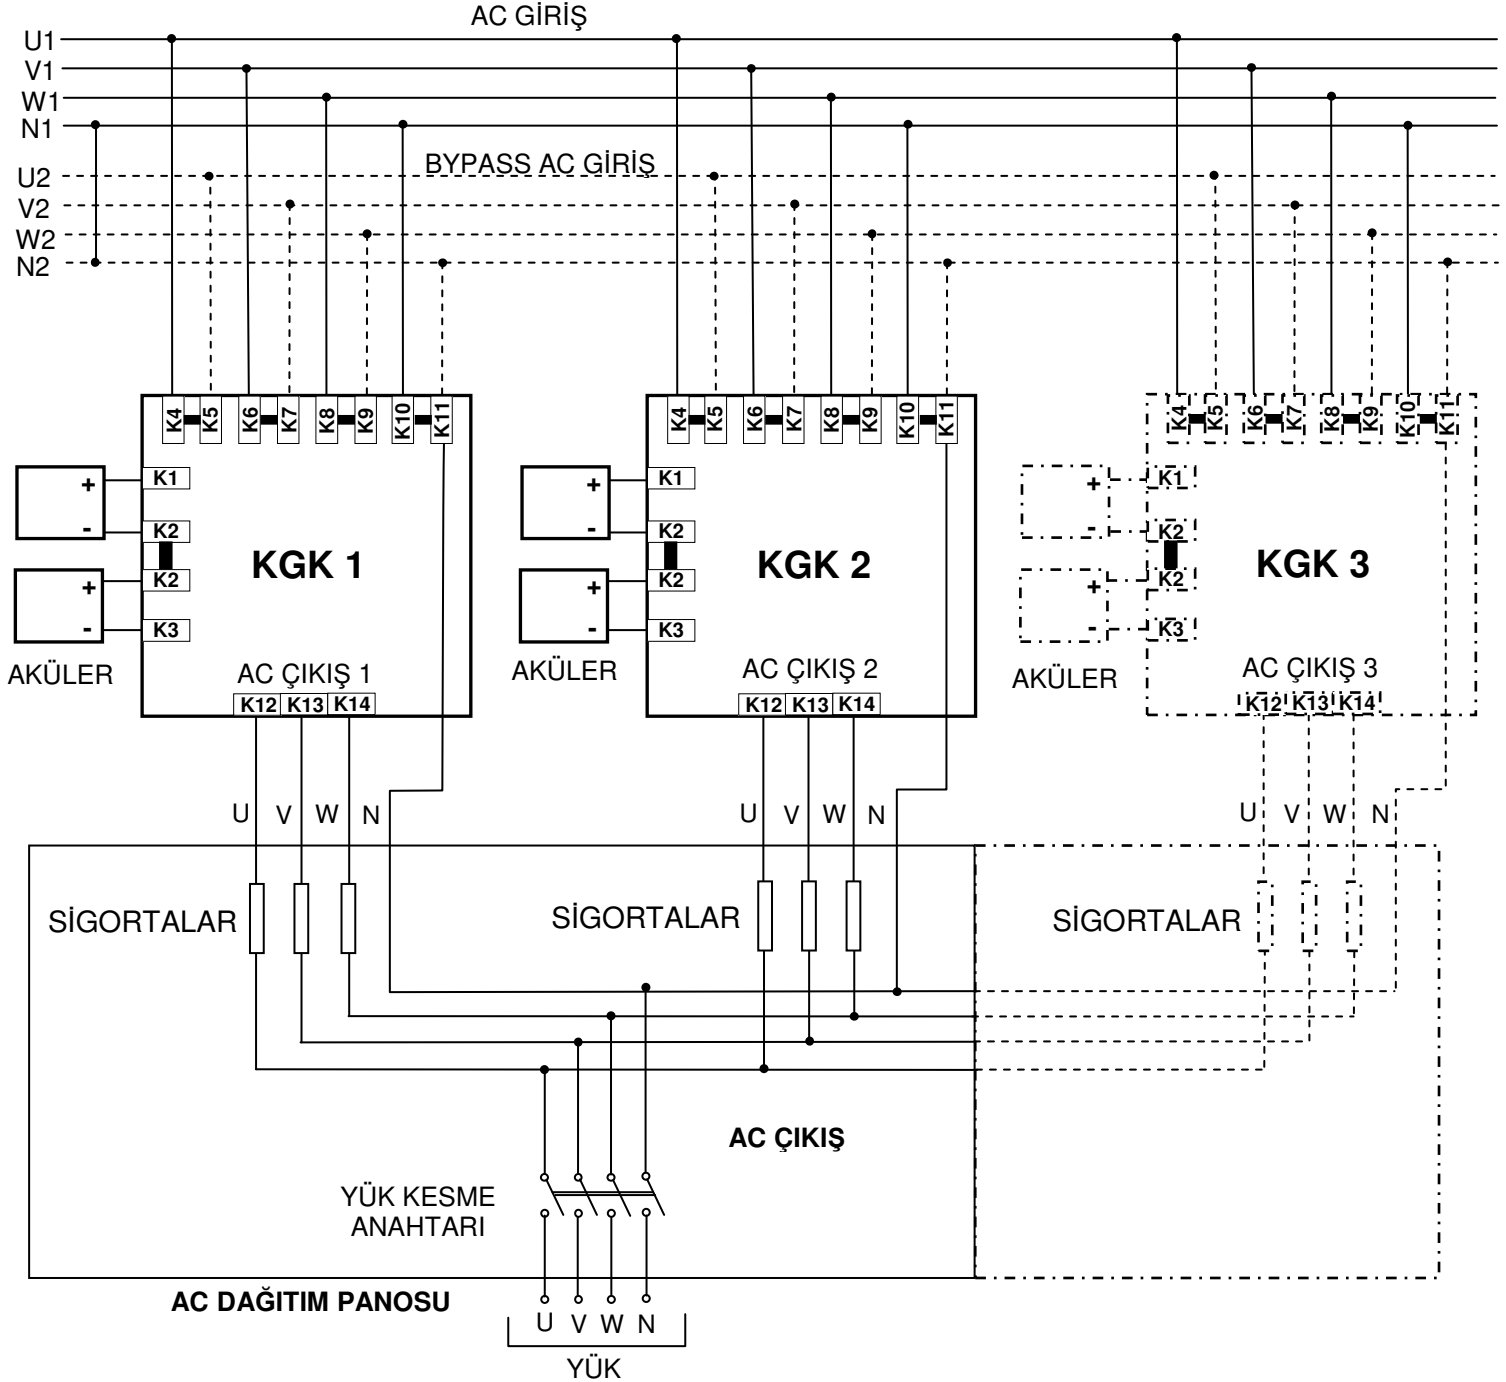 AC GİRİŞ
U1
V1
W1
N1
BYPASS AC GİRİŞ
U2
V2
W2
N2
K4 K5 K6 K7 K8 K9 K10 K11
K4 K5 K6 K7 K8 K9 K10 K11
K4 K5 K6 K7 K8 K9 K10 K11
+ K1
- K2
+ K2
- K3
KGK 1
AKÜLER
AC ÇIKIŞ 1
K12 K13 K14
+ K1
- K2
+ K2
- K3
KGK 2
AKÜLER
AC ÇIKIŞ 2
K12 K13 K14
+ K1
- K2
+ K2
- K3
KGK 3
AKÜLER
AC ÇIKIŞ 3
K12 K13 K14
U V W N
U V W N
U V W N
SİGORTALAR
SİGORTALAR
SİGORTALAR
AC ÇIKIŞ
YÜK KESME
ANAHTARI
AC DAĞITIM PANOSU
U V W N
YÜK